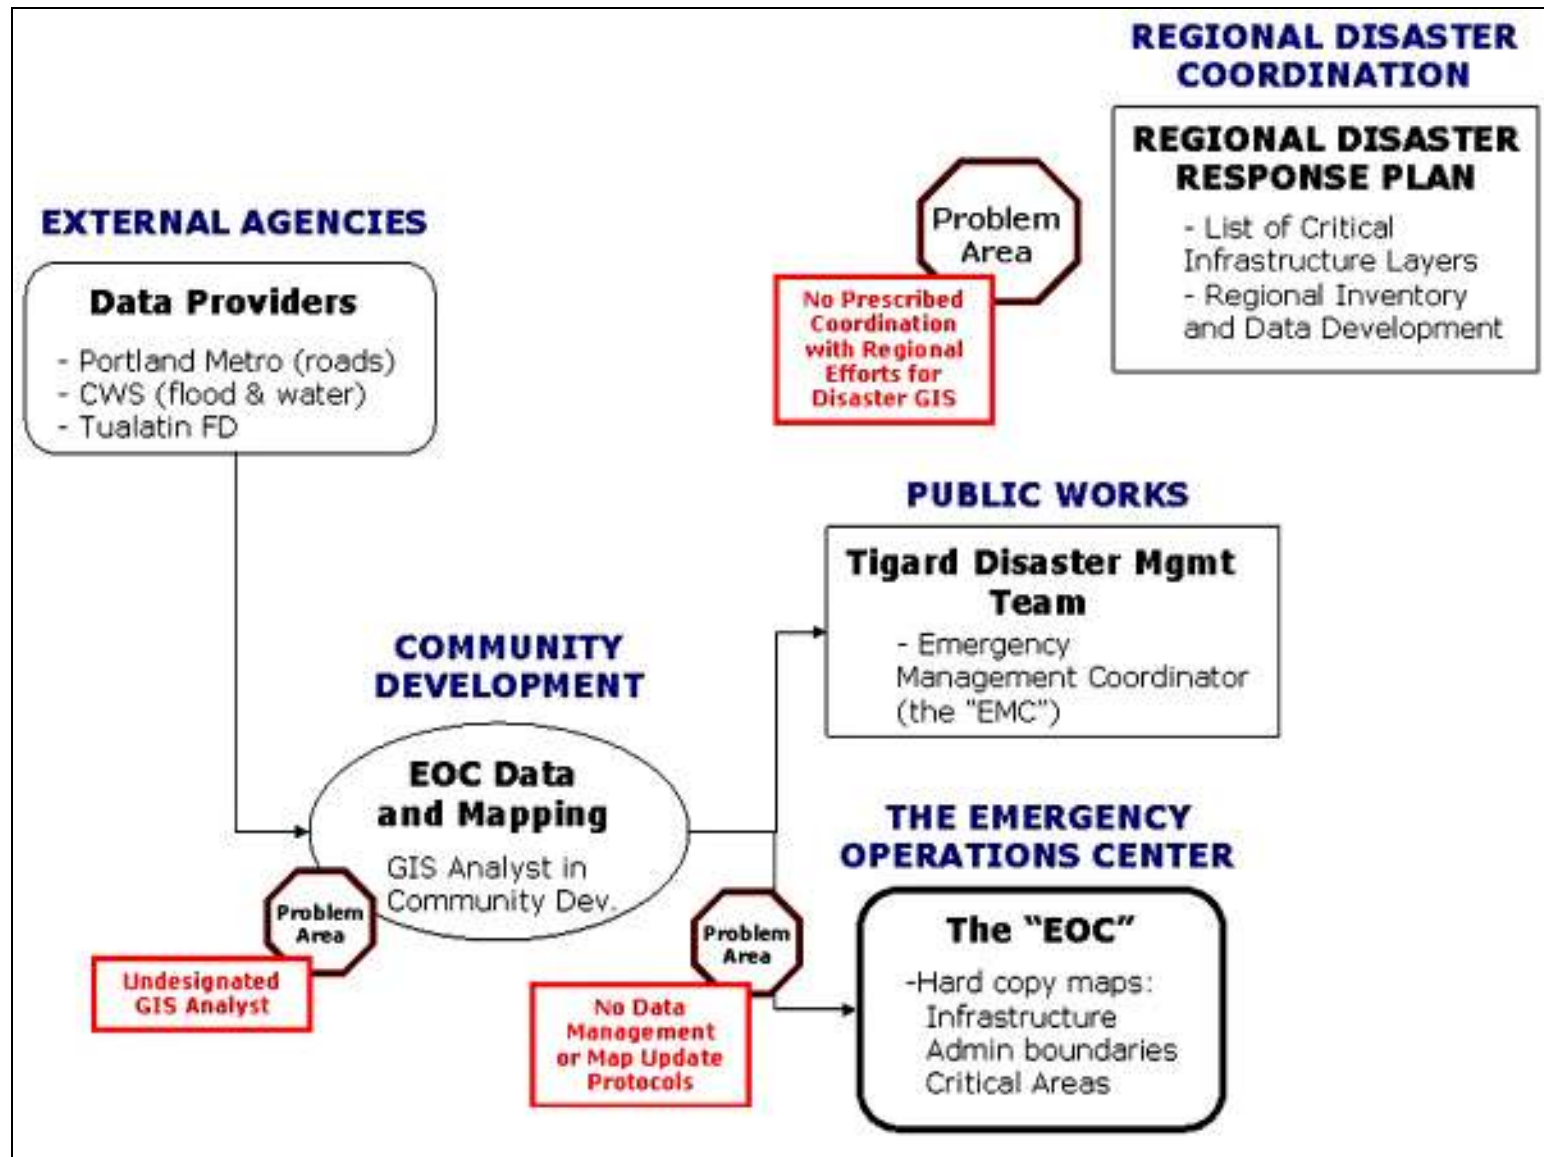 REGIONAL DISASTER
COORDINATION
REGIONAL DISASTER
RESPONSE PLAN
- List of Critical
Infrastructure Layers
- Regional Inventory
and Data Development
Problem
Area
No Prescribed
Coordination
with Regional
Efforts for
Disaster GIS
EXTERNAL AGENCIES
Data Providers
- Portland Metro (roads)
- CWS (flood & water)
- Tualatin FD
PUBLIC WORKS
Tigard Disaster Mgmt
Team
- Emergency
Management Coordinator
(the "EMC")
COMMUNITY
DEVELOPMENT
EOC Data
and Mapping
GIS Analyst in
Community Dev.
Problem
Area
Undesignated
GIS Analyst
Problem
Area
No Data
Management
or Map Update
Protocols
THE EMERGENCY
OPERATIONS CENTER
The “EOC”
-Hard copy maps:
Infrastructure
Admin boundaries
Critical Areas